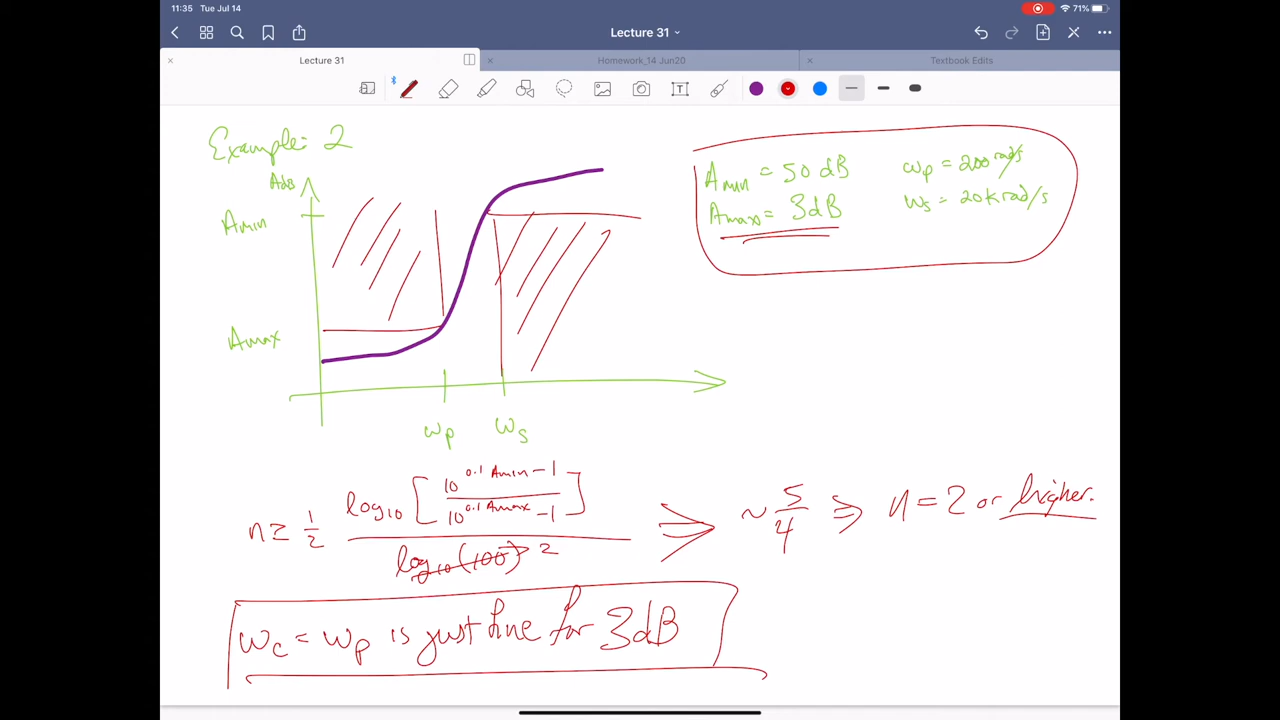 11:35 Tue Jul 14
71%
Lecture 31
Lecture 31
Homework_14 Jun20
Textbook Edits
Example: 2
AdB
Amin
Amax
ωp ωs
Amin = 50 dB ωp = 200 rad/s
Amax = 3dB ωs = 20K rad/s
n ≥ 1/2 log10 [ (10^0.1 Amin - 1) / (10^0.1 Amax - 1) ] / log10(100) 2 ⇒ ~ 5/4 ⇒ n = 2 or higher.
ωc = ωp is just fine for 3dB